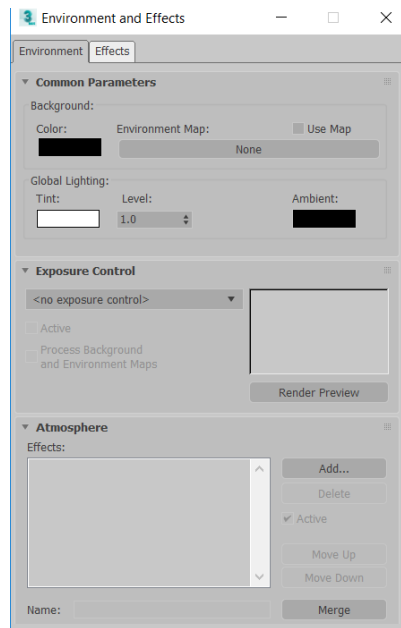 Environment and Effects
Environment Effects
Common Parameters
Background:
Color: Environment Map: Use Map
None
Global Lighting:
Tint: Level: Ambient:
1.0
Exposure Control
<no exposure control>
Active
Process Background
and Environment Maps
Render Preview
Atmosphere
Effects:
Add...
Delete
Active
Move Up
Move Down
Name: Merge